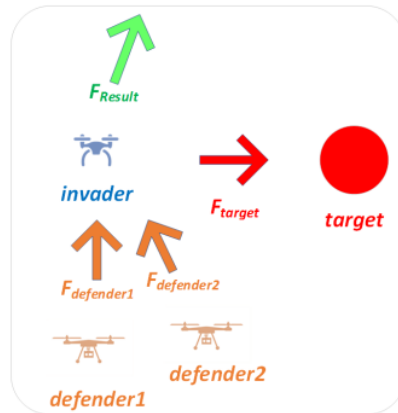 F_Result
invader
F_target
target
F_defender1
F_defender2
defender1
defender2